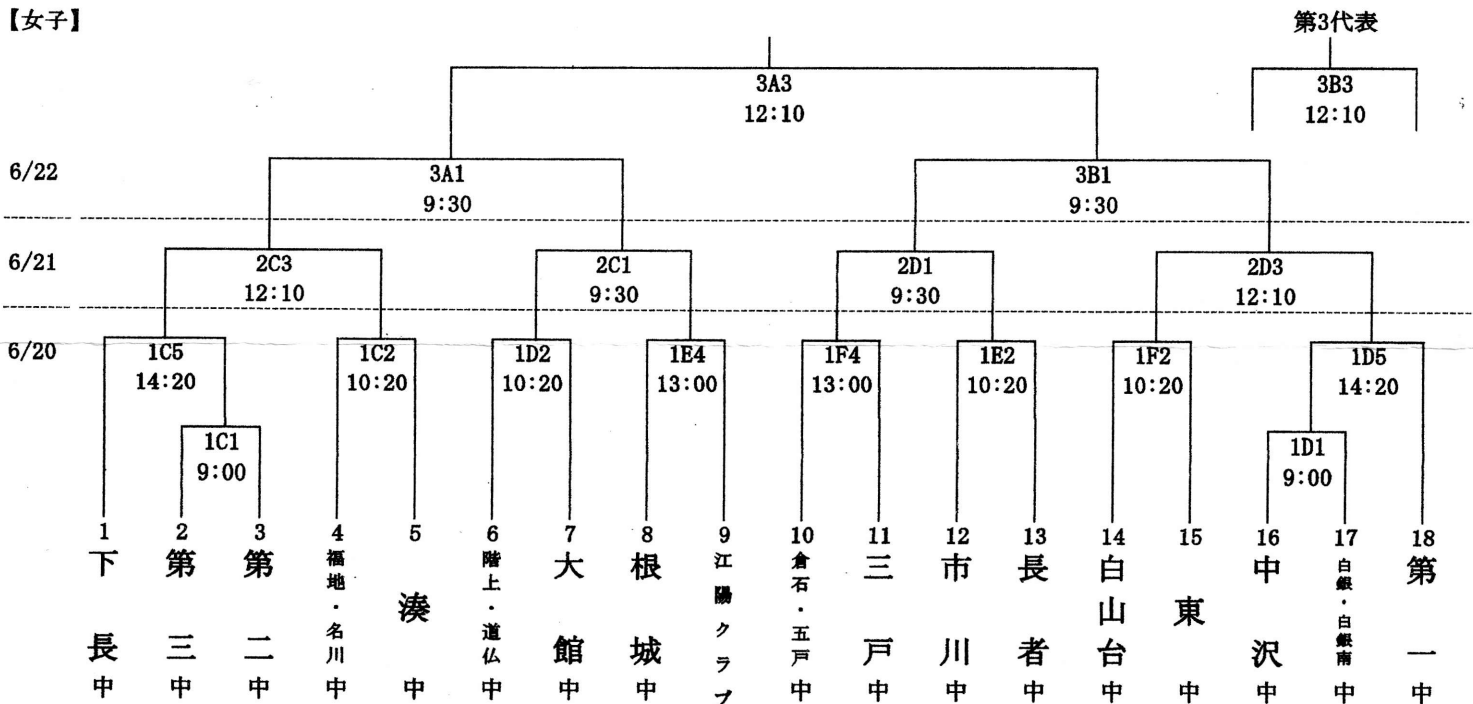 【女子】
第3代表
3A3
12:10
3B3
12:10
6/22
3A1
9:30
3B1
9:30
6/21
2C3
12:10
2C1
9:30
2D1
9:30
2D3
12:10
6/20
1C5
14:20
1C2
10:20
1D2
10:20
1E4
13:00
1F4
13:00
1E2
10:20
1F2
10:20
1D5
14:20
1C1
9:00
1D1
9:00
1 2 3 4 5 6 7 8 9 10 11 12 13 14 15 16 17 18
下長中
第三中
第二中
福地・名川中
湊中
階上・道仏中
大館中
根城中
江陽クラブ
倉石・五戸中
三戸中
市川中
長者中
白山台中
東中
中沢中
白銀・白銀南中
第一中